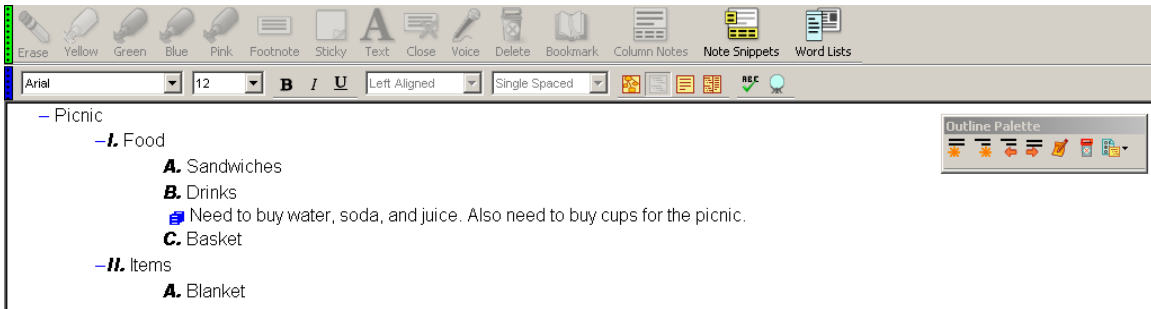 Erase Yellow Green Blue Pink Footnote Sticky Text Close Voice Delete Bookmark Column Notes Note Snippets Word Lists
Arial 12 B I U Left Aligned Single Spaced ABC
– Picnic
Outline Palette
–I. Food
A. Sandwiches
B. Drinks
Need to buy water, soda, and juice. Also need to buy cups for the picnic.
C. Basket
–II. Items
A. Blanket